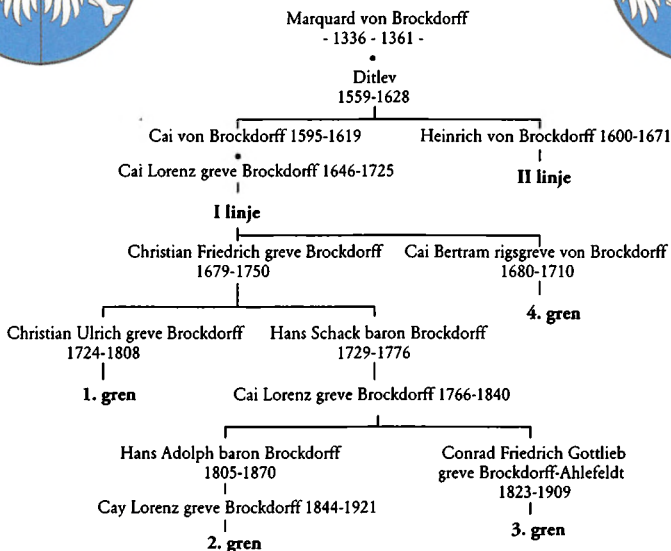 Marquard von Brockdorff
- 1336 - 1361 -
Ditlev
1559-1628
Cai von Brockdorff 1595-1619
Heinrich von Brockdorff 1600-1671
Cai Lorenz greve Brockdorff 1646-1725
II linje
I linje
Christian Friedrich greve Brockdorff
1679-1750
Cai Bertram rigsgreve von Brockdorff
1680-1710
4. gren
Christian Ulrich greve Brockdorff
1724-1808
Hans Schack baron Brockdorff
1729-1776
1. gren
Cai Lorenz greve Brockdorff 1766-1840
Hans Adolph baron Brockdorff
1805-1870
Conrad Friedrich Gottlieb
greve Brockdorff-Ahlefeldt
1823-1909
Cay Lorenz greve Brockdorff 1844-1921
3. gren
2. gren